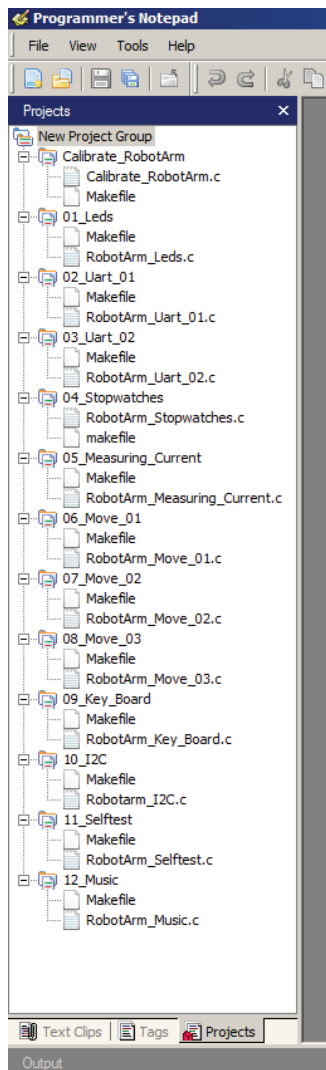 Programmer's Notepad
File View Tools Help
Projects
New Project Group
Calibrate_RobotArm
Calibrate_RobotArm.c
Makefile
01_Leds
Makefile
RobotArm_Leds.c
02_Uart_01
Makefile
RobotArm_Uart_01.c
03_Uart_02
Makefile
RobotArm_Uart_02.c
04_Stopwatches
RobotArm_Stopwatches.c
makefile
05_Measuring_Current
Makefile
RobotArm_Measuring_Current.c
06_Move_01
Makefile
RobotArm_Move_01.c
07_Move_02
Makefile
RobotArm_Move_02.c
08_Move_03
Makefile
RobotArm_Move_03.c
09_Key_Board
Makefile
RobotArm_Key_Board.c
10_I2C
Makefile
Robotarm_I2C.c
11_Selftest
Makefile
RobotArm_Selftest.c
12_Music
Makefile
RobotArm_Music.c
Text Clips Tags Projects
Output